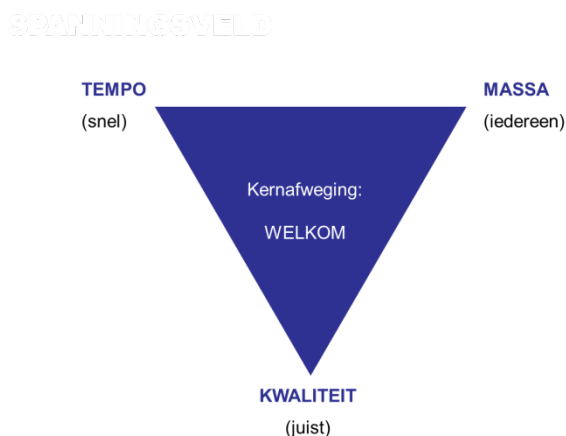 SPANNINGSVELD
TEMPO
(snel)
MASSA
(iedereen)
Kernafweging:
WELKOM
KWALITEIT
(juist)